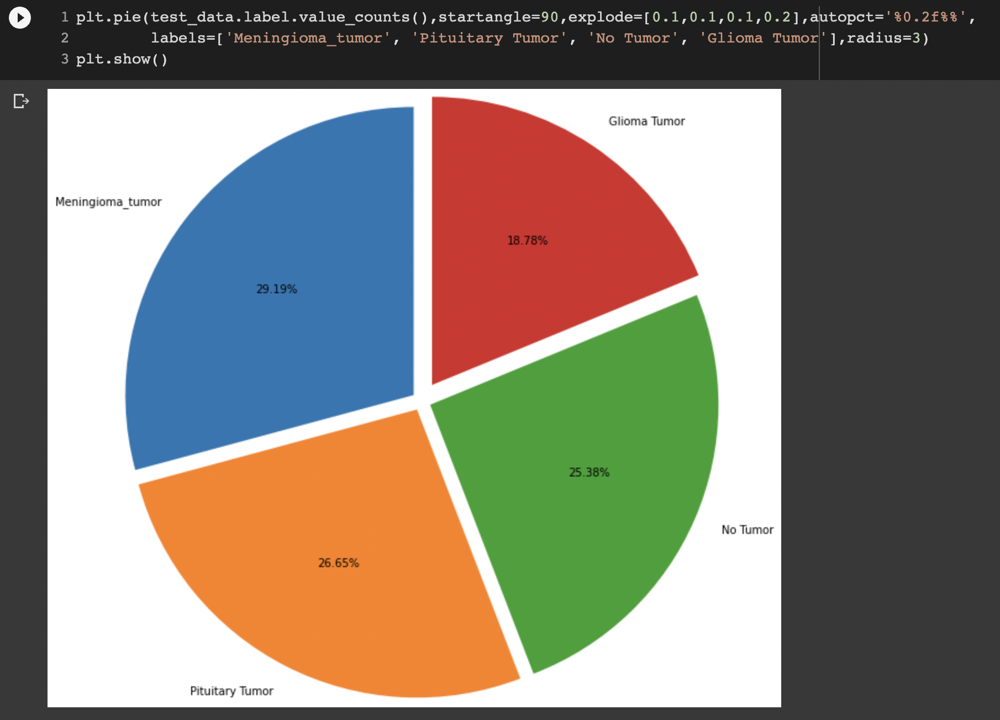 1 plt.pie(test_data.label.value_counts(),startangle=90,explode=[0.1,0.1,0.1,0.2],autopct='%0.2f%%',
2         labels=['Meningioma_tumor', 'Pituitary Tumor', 'No Tumor', 'Glioma Tumor'],radius=3)
3 plt.show()
Glioma Tumor
Meningioma_tumor
18.78%
29.19%
25.38%
No Tumor
26.65%
Pituitary Tumor